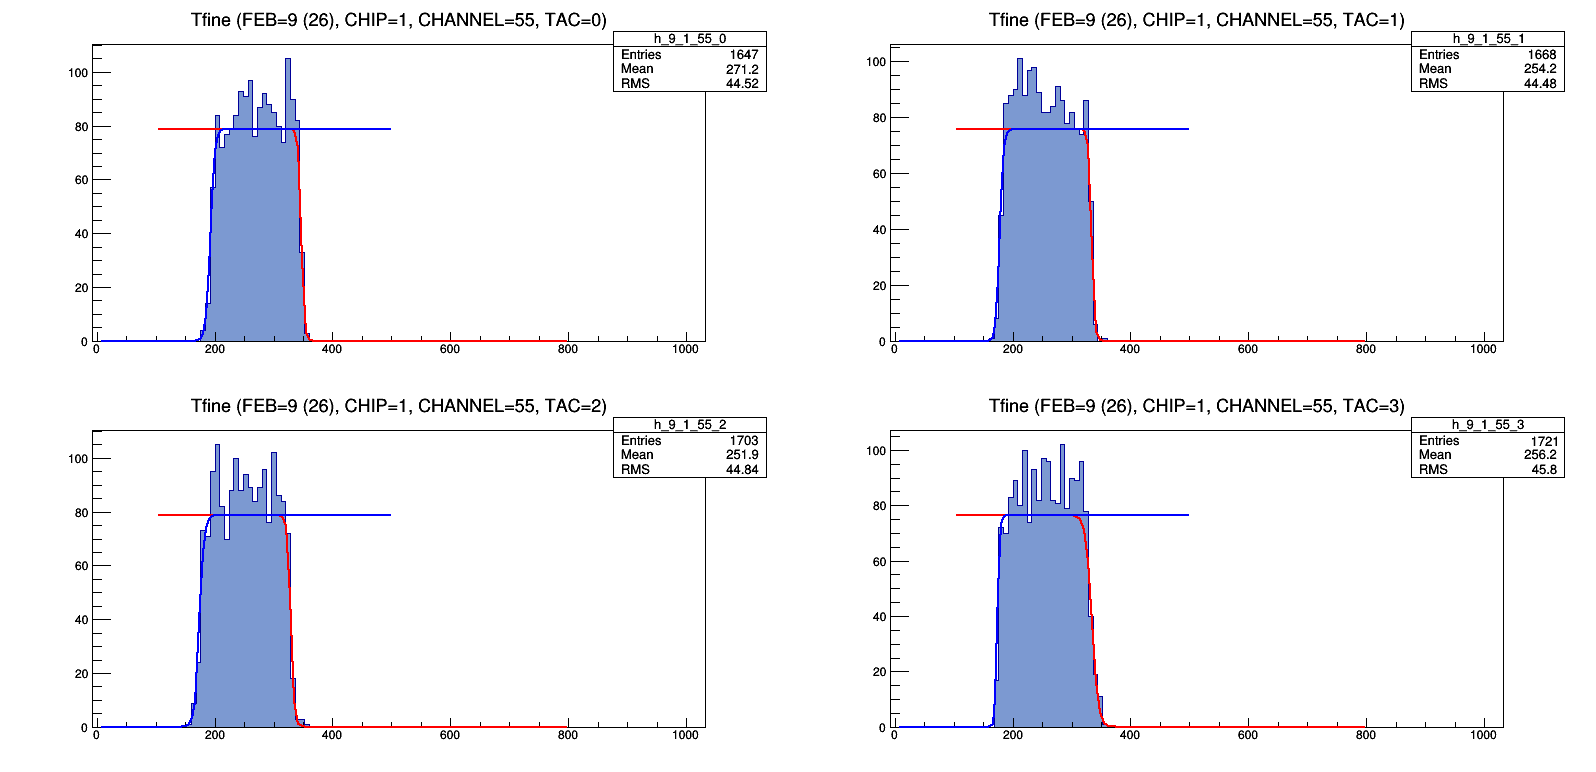 Tfine (FEB=9 (26), CHIP=1, CHANNEL=55, TAC=0)
h_9_1_55_0
Entries 1647
Mean 271.2
RMS 44.52
100
80
60
40
20
0
0 200 400 600 800 1000
Tfine (FEB=9 (26), CHIP=1, CHANNEL=55, TAC=1)
h_9_1_55_1
Entries 1668
Mean 254.2
RMS 44.48
100
80
60
40
20
0
0 200 400 600 800 1000
Tfine (FEB=9 (26), CHIP=1, CHANNEL=55, TAC=2)
h_9_1_55_2
Entries 1703
Mean 251.9
RMS 44.84
100
80
60
40
20
0
0 200 400 600 800 1000
Tfine (FEB=9 (26), CHIP=1, CHANNEL=55, TAC=3)
h_9_1_55_3
Entries 1721
Mean 256.2
RMS 45.8
100
80
60
40
20
0
0 200 400 600 800 1000